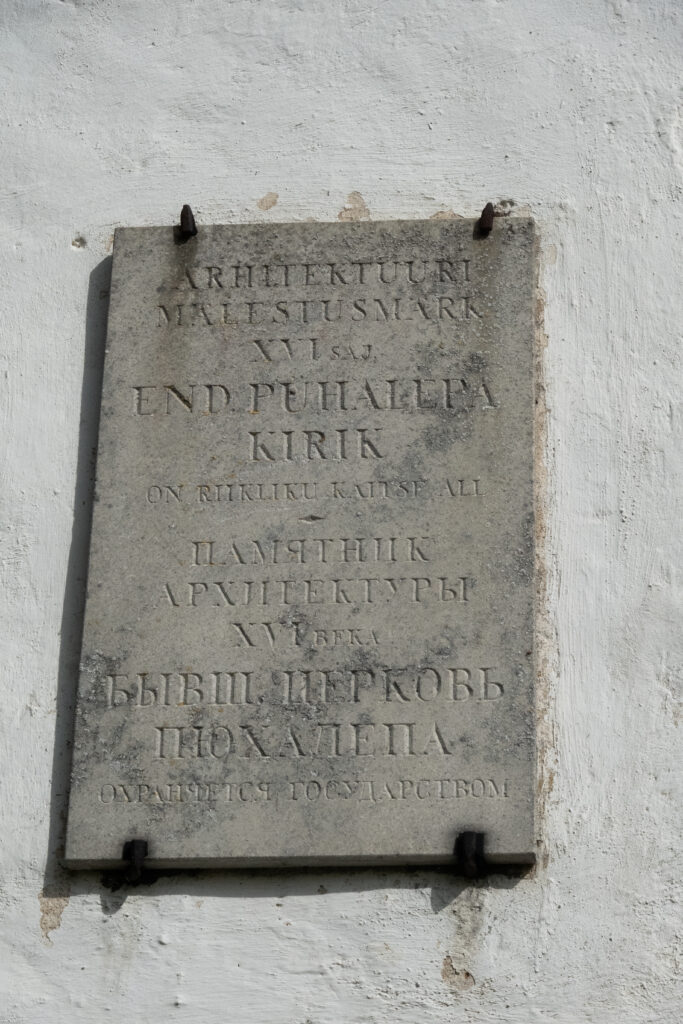 ARHITEKTUURI
MÄLESTUSMÄRK
XVI SAJ.
END. PÜHALEPA
KIRIK
ON RIIKLIKU KAITSE ALL
ПАМЯТНИК
АРХИТЕКТУРЫ
XVI ВЕКА
БЫВШ. ЦЕРКОВЬ
ПЮХАЛЕПА
ОХРАНЯЕТСЯ ГОСУДАРСТВОМ